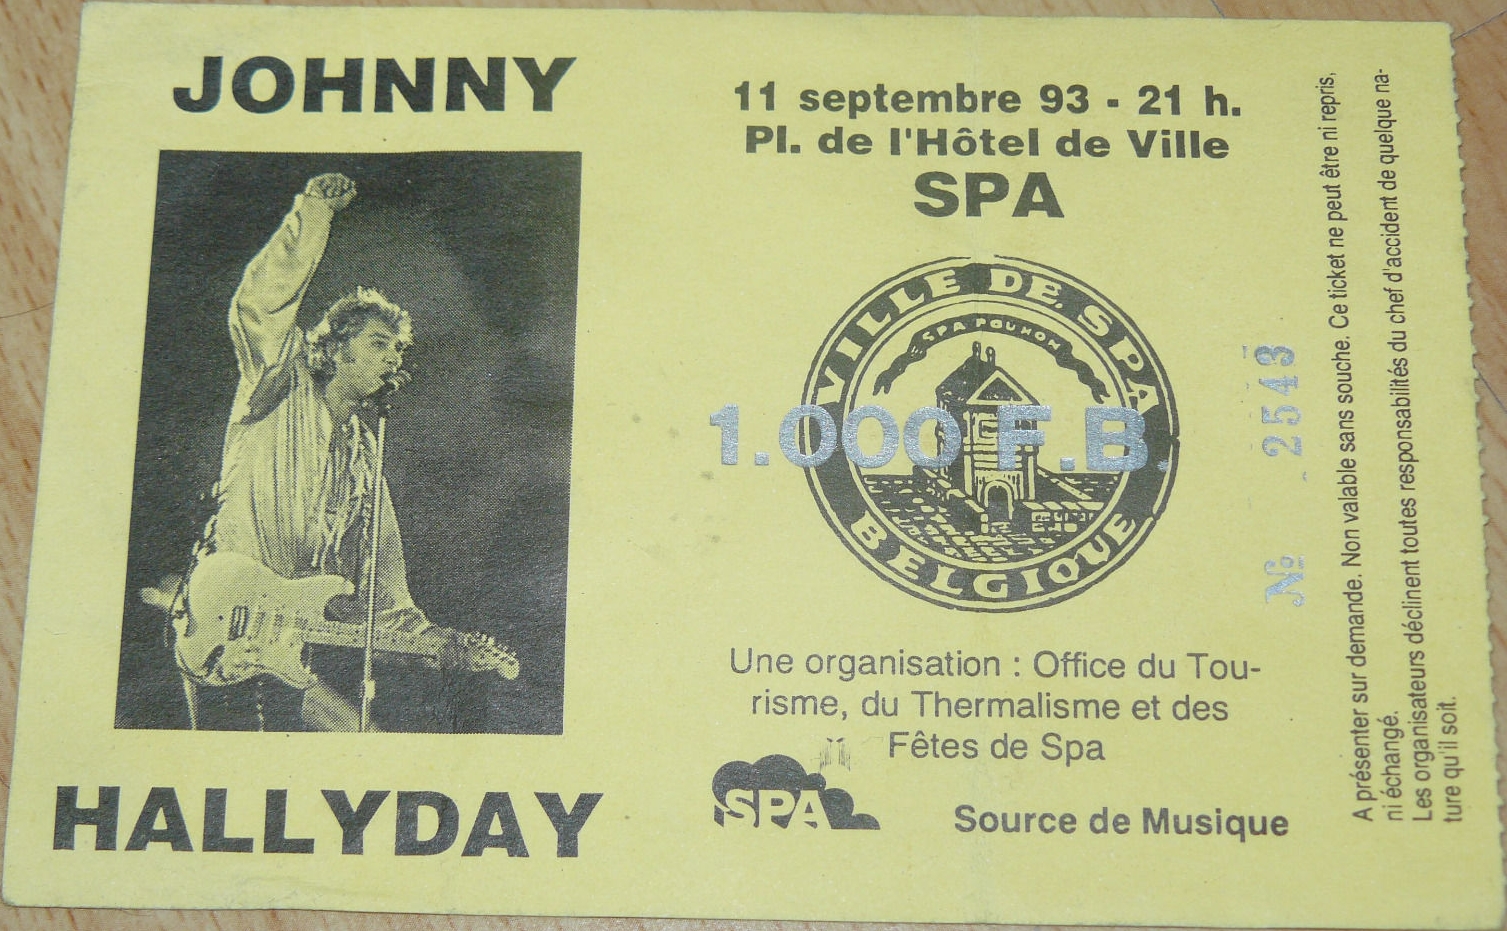 JOHNNY
HALLYDAY
11 septembre 93 - 21 h.
Pl. de l'Hôtel de Ville
SPA
VILLE DE SPA
SPA POUHON
1.000 F.B.
BELGIQUE
Une organisation : Office du Tou-
risme, du Thermalisme et des
Fêtes de Spa
SPA
Source de Musique
Nº 2543
A présenter sur demande. Non valable sans souche. Ce ticket ne peut être ni repris,
ni échangé.
Les organisateurs déclinent toutes responsabilités du chef d'accident de quelque na-
ture qu'il soit.